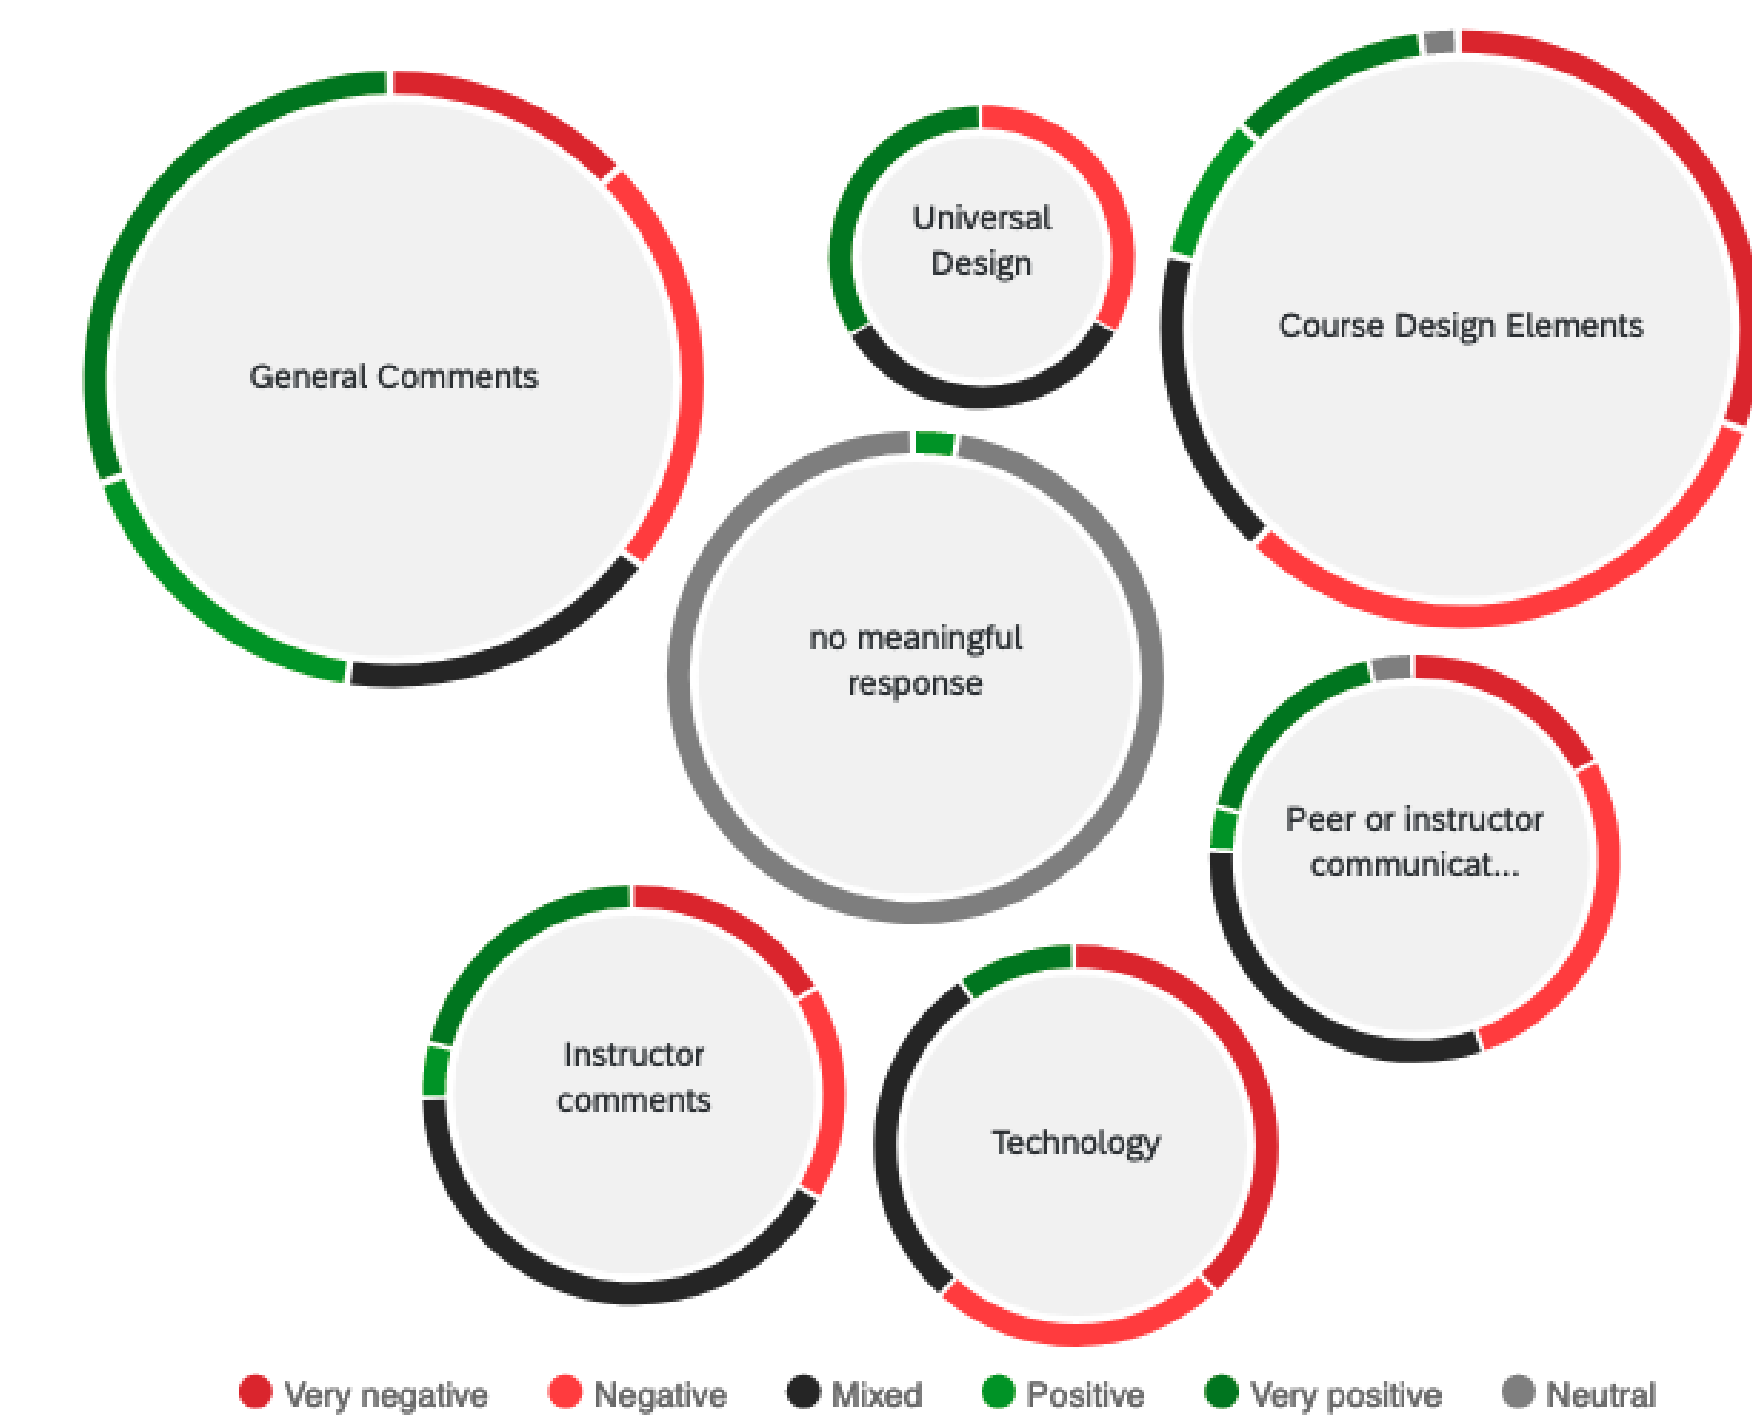 General Comments
Universal
Design
Course Design Elements
no meaningful
response
Peer or instructor
communicat...
Instructor
comments
Technology
Very negative
Negative
Mixed
Positive
Very positive
Neutral